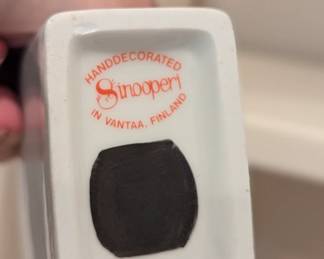 HANDDECORATED
Sinooperi
IN VANTAA, FINLAND